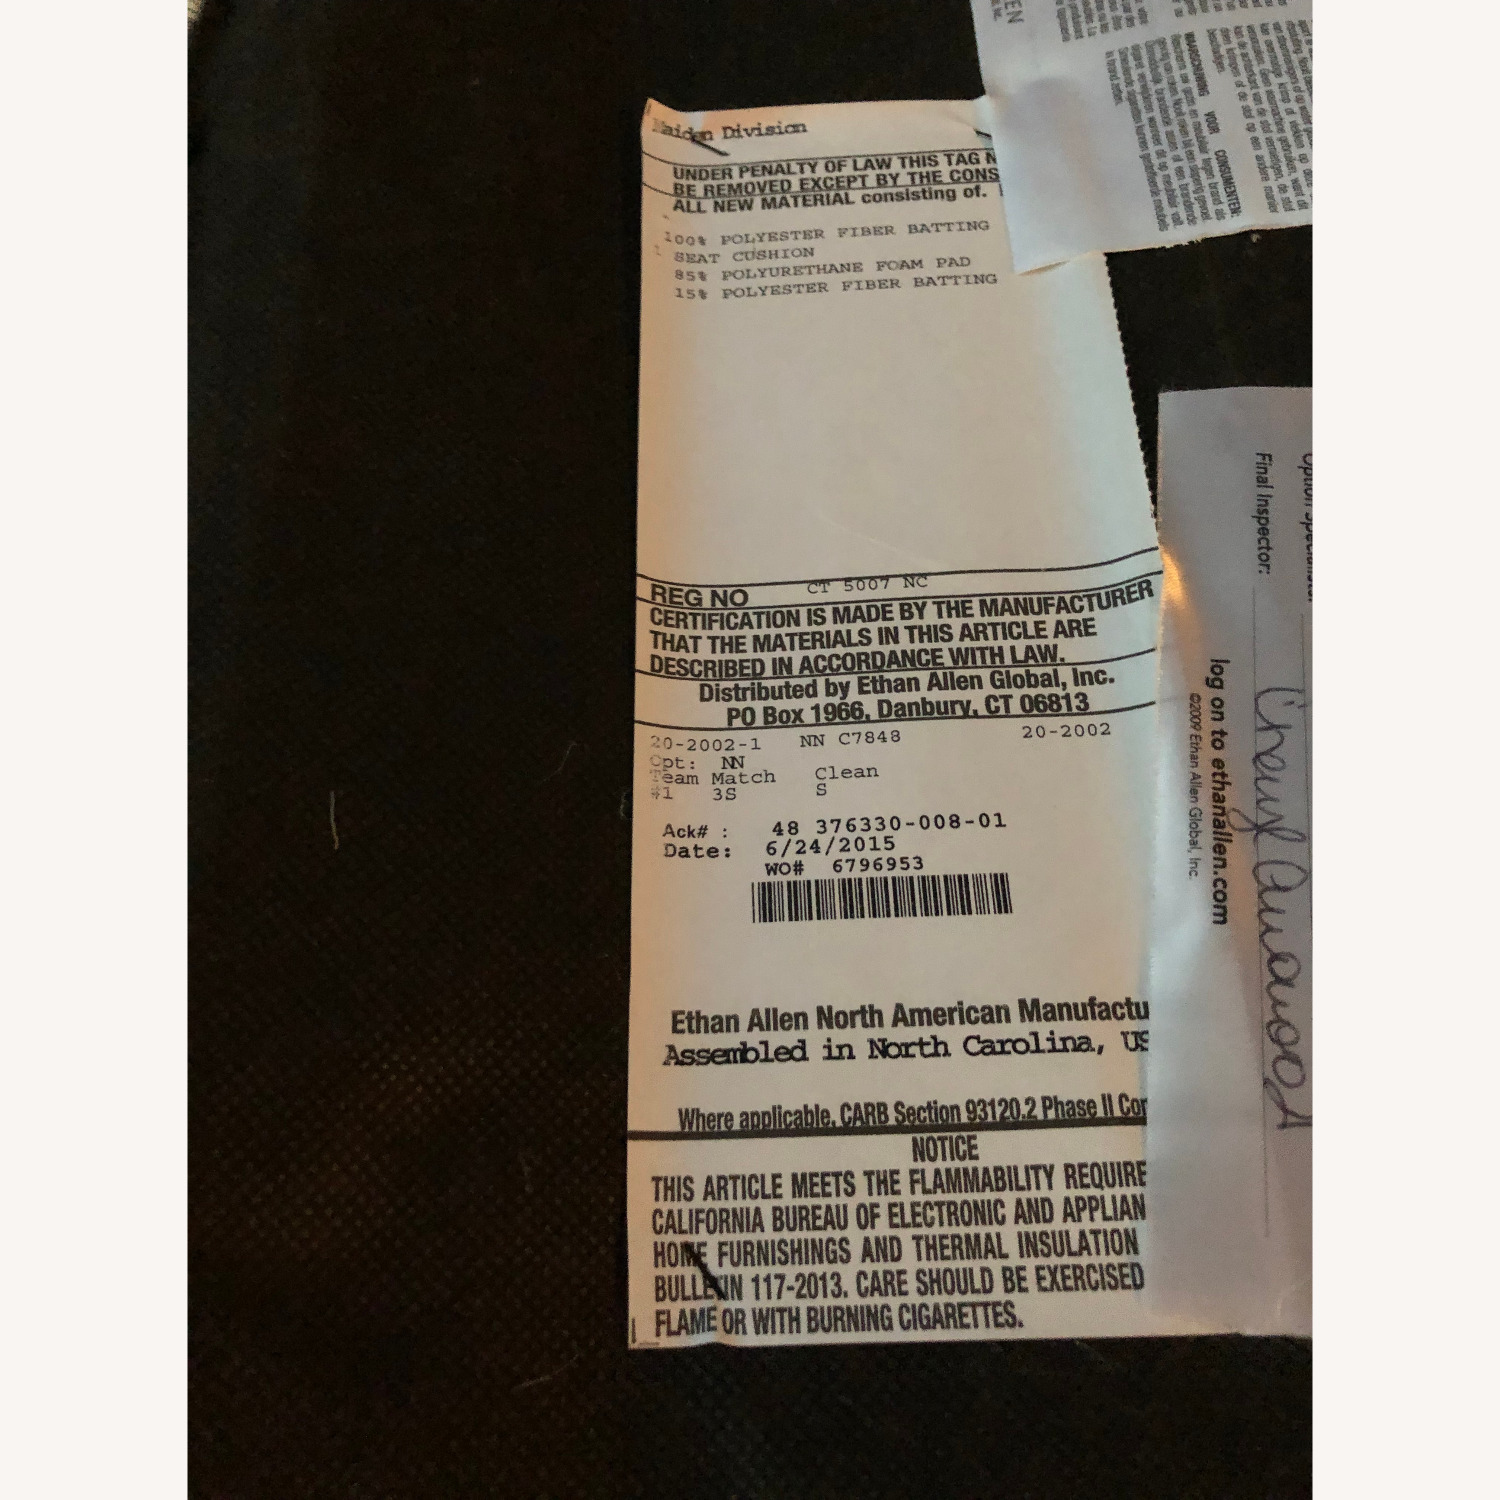 Maiden Division
UNDER PENALTY OF LAW THIS TAG N
BE REMOVED EXCEPT BY THE CONS
ALL NEW MATERIAL consisting of.
100% POLYESTER FIBER BATTING
SEAT CUSHION
85% POLYURETHANE FOAM PAD
15% POLYESTER FIBER BATTING
REG NO CT 5007 NC
CERTIFICATION IS MADE BY THE MANUFACTURER
THAT THE MATERIALS IN THIS ARTICLE ARE
DESCRIBED IN ACCORDANCE WITH LAW.
Distributed by Ethan Allen Global, Inc.
PO Box 1966, Danbury, CT 06813
20-2002-1 NN C7848 20-2002
Opt: NN
Team Match Clean
#1 3S S
Ack# : 48 376330-008-01
Date: 6/24/2015
WO# 6796953
Ethan Allen North American Manufactu
Assembled in North Carolina, US
Where applicable, CARB Section 93120.2 Phase II Cor
NOTICE
THIS ARTICLE MEETS THE FLAMMABILITY REQUIRE
CALIFORNIA BUREAU OF ELECTRONIC AND APPLIAN
HOME FURNISHINGS AND THERMAL INSULATION
BULLETIN 117-2013. CARE SHOULD BE EXERCISED
FLAME OR WITH BURNING CIGARETTES.
WAARSCHUWING VOOR CONSUMENTEN:
Final Inspector:
log on to ethanallen.com
©2009 Ethan Allen Global, Inc.